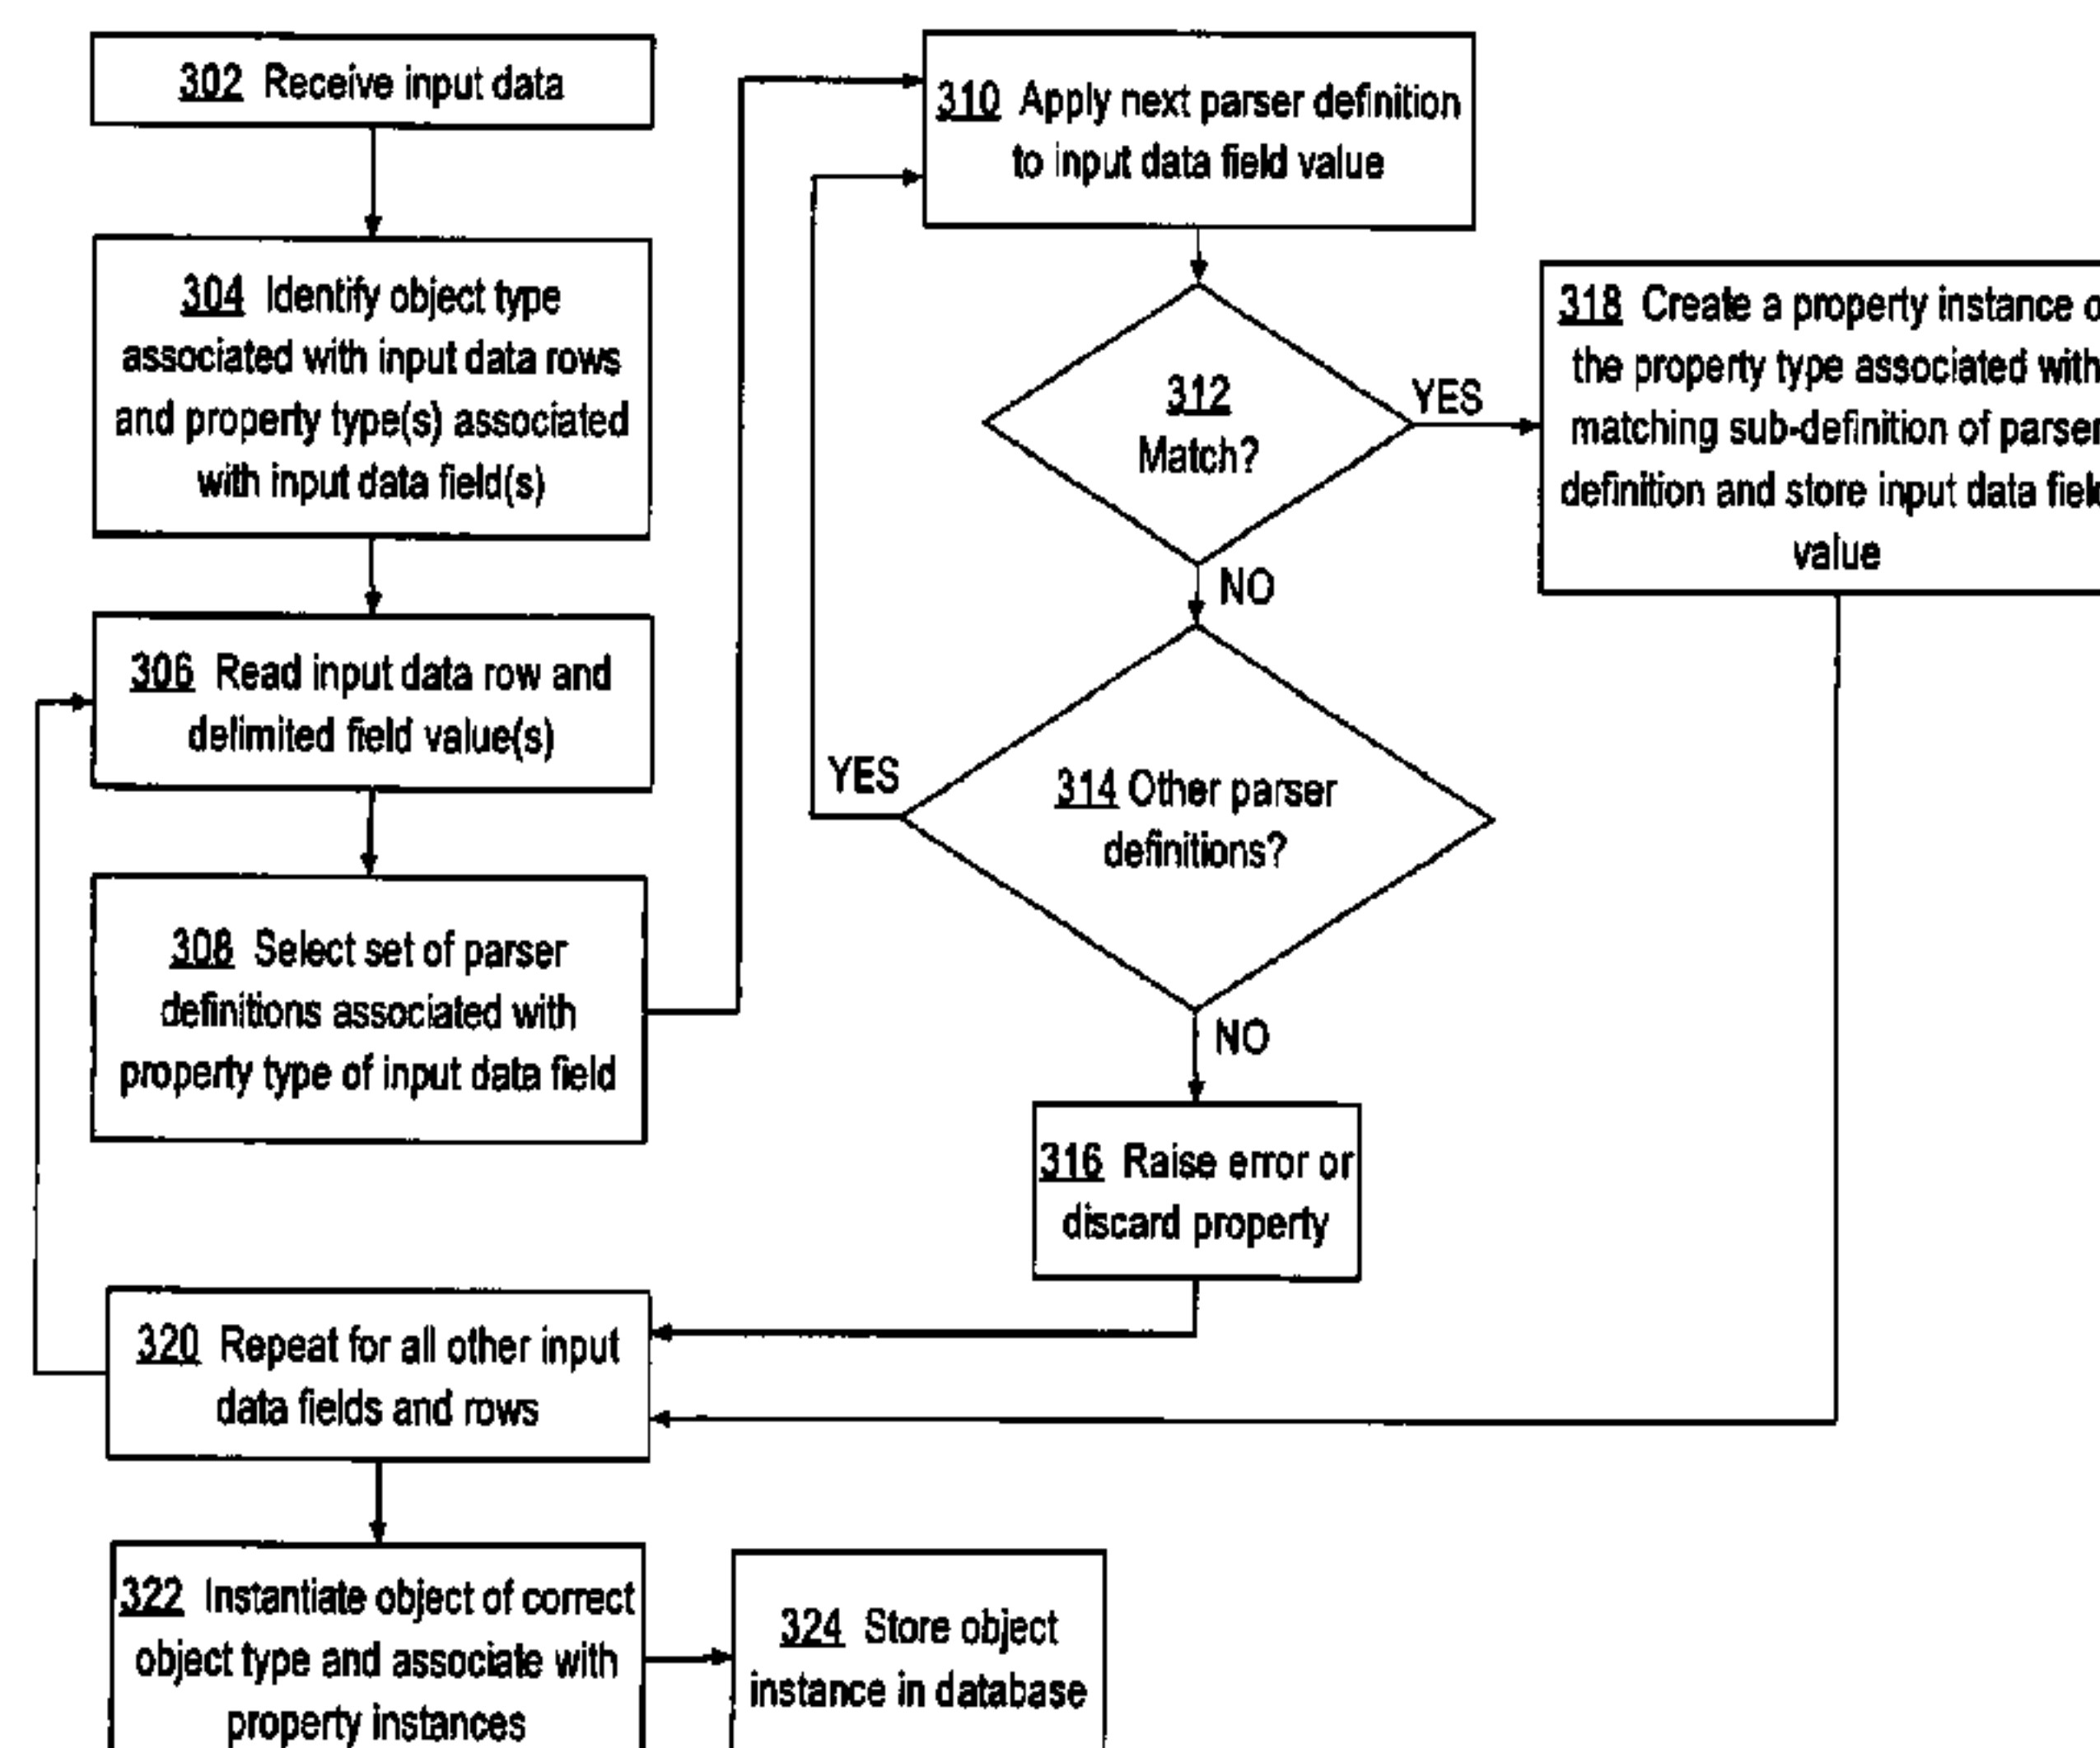 302 Receive input data
304 Identify object type
associated with input data rows
and property type(s) associated
with input data field(s)
306 Read input data row and
delimited field value(s)
308 Select set of parser
definitions associated with
property type of input data field
310 Apply next parser definition
to input data field value
312
Match?
YES
NO
314 Other parser
definitions?
YES
NO
316 Raise error or
discard property
318 Create a property instance
the property type associated with
matching sub-definition of parser
definition and store input data
value
320 Repeat for all other input
data fields and rows
322 Instantiate object of correct
object type and associate with
property instances
324 Store object
instance in database